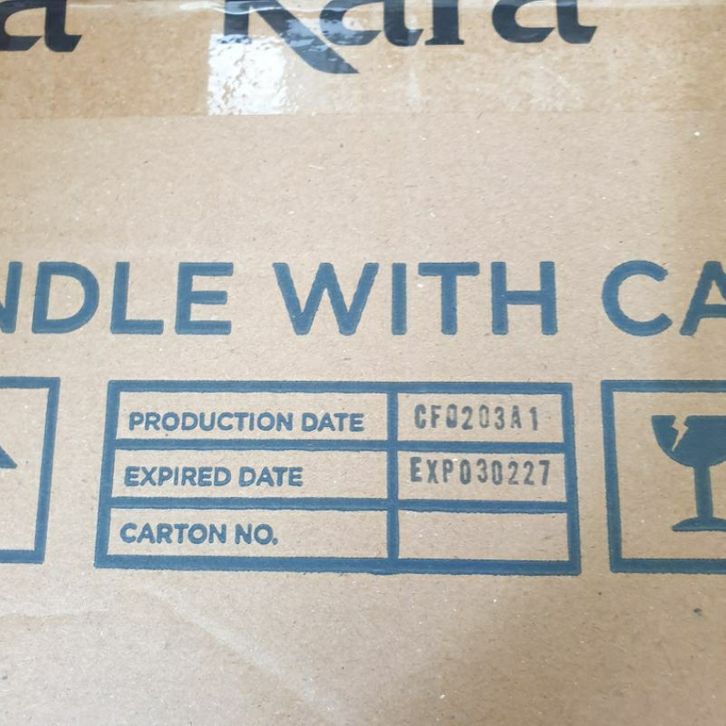 a Kara
NDLE WITH CA
PRODUCTION DATE CF0203A1
EXPIRED DATE EXP030227
CARTON NO.